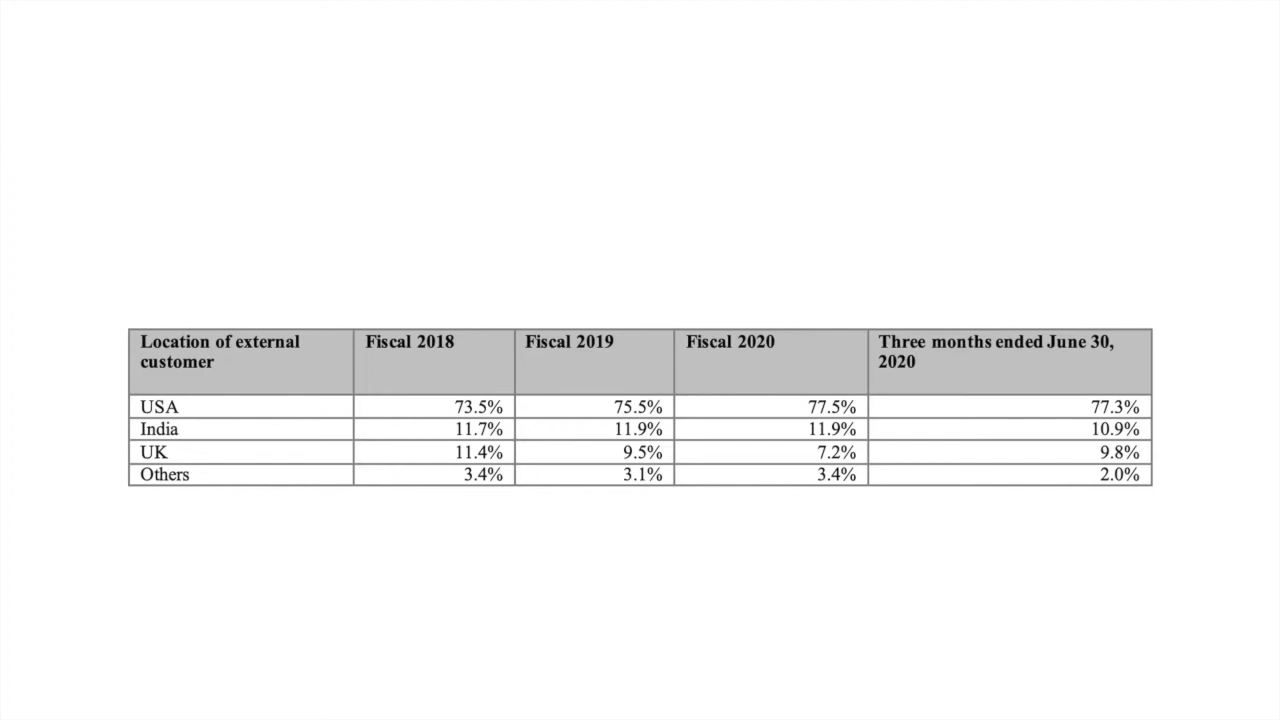 Location of external customer Fiscal 2018 Fiscal 2019 Fiscal 2020 Three months ended June 30, 2020
USA 73.5% 75.5% 77.5% 77.3%
India 11.7% 11.9% 11.9% 10.9%
UK 11.4% 9.5% 7.2% 9.8%
Others 3.4% 3.1% 3.4% 2.0%